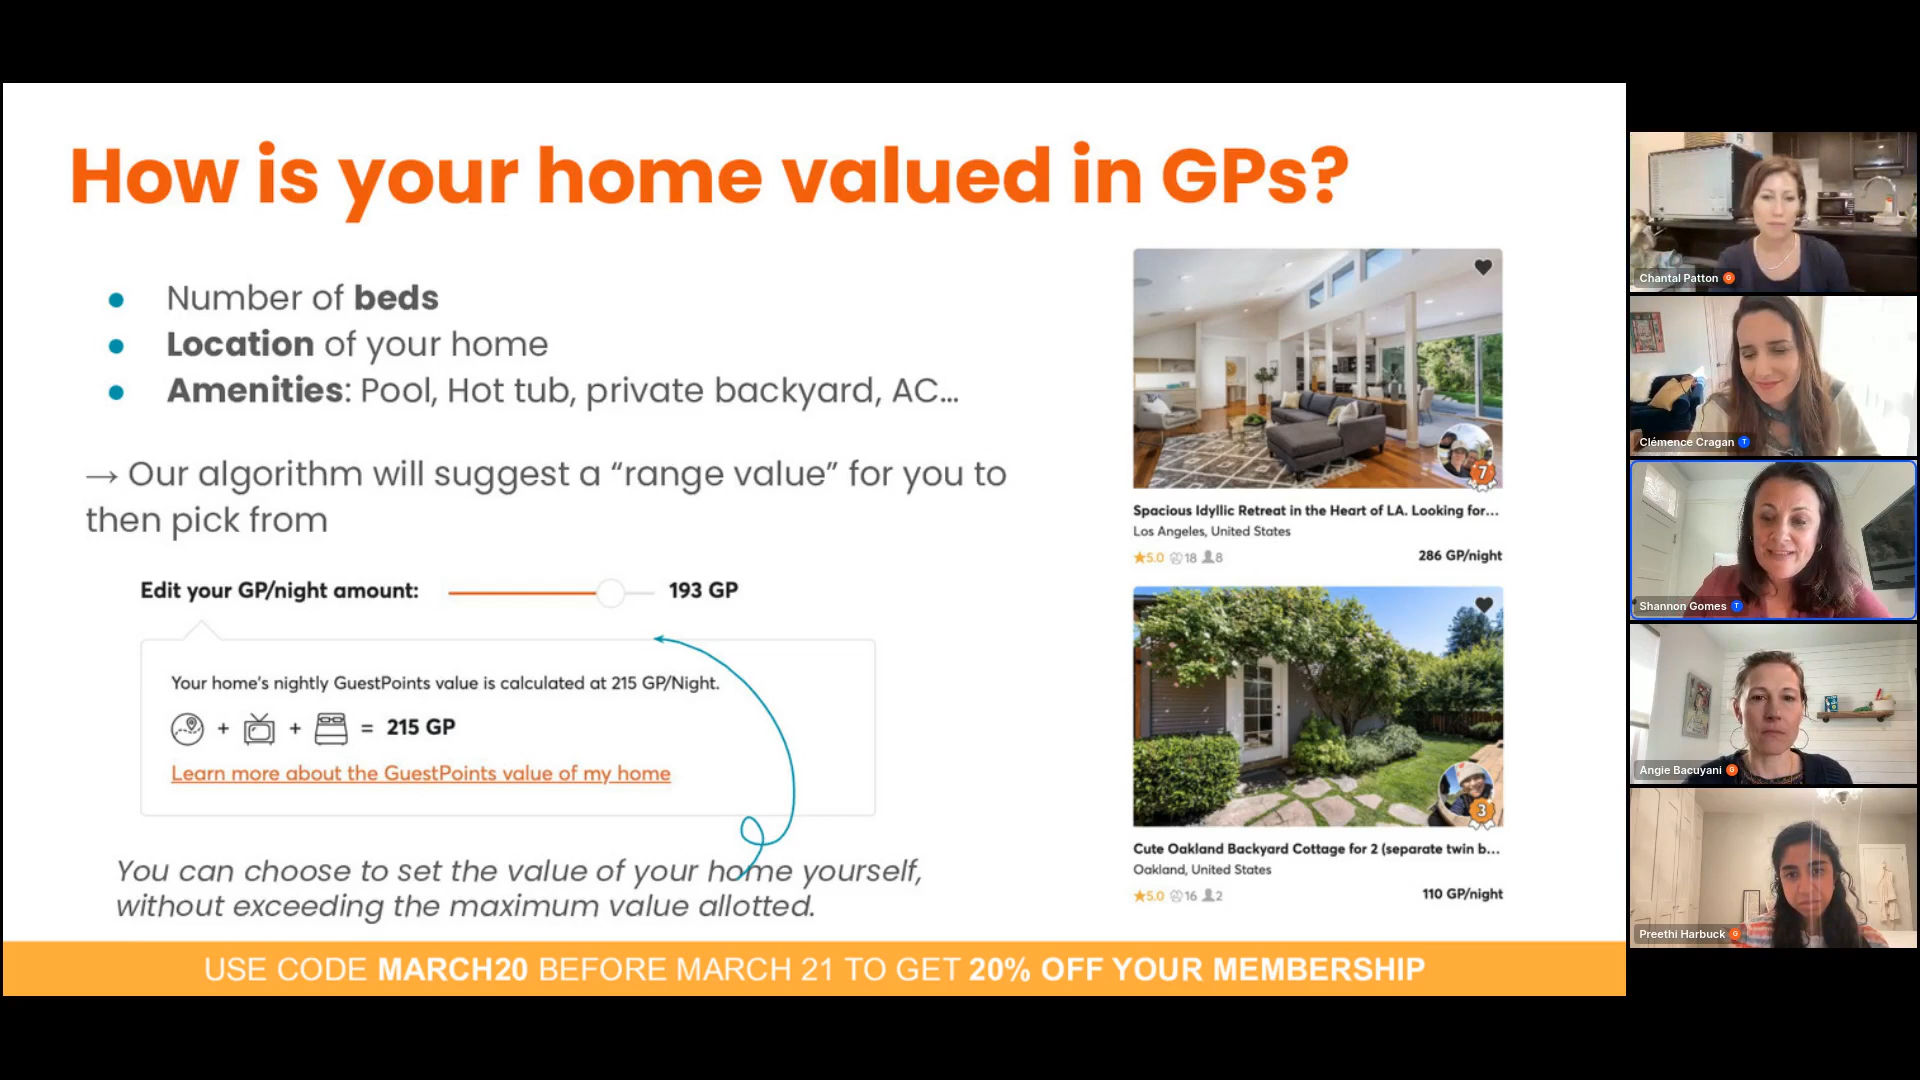 How is your home valued in GPs?
Number of beds
Location of your home
Amenities: Pool, Hot tub, private backyard, AC...
→ Our algorithm will suggest a “range value” for you to
then pick from
Edit your GP/night amount: 193 GP
Your home's nightly GuestPoints value is calculated at 215 GP/Night.
+ + = 215 GP
Learn more about the GuestPoints value of my home
You can choose to set the value of your home yourself,
without exceeding the maximum value allotted.
7
Spacious Idyllic Retreat in the Heart of LA. Looking for...
Los Angeles, United States
5.0 18 8 286 GP/night
3
Cute Oakland Backyard Cottage for 2 (separate twin b...
Oakland, United States
5.0 16 2 110 GP/night
USE CODE MARCH20 BEFORE MARCH 21 TO GET 20% OFF YOUR MEMBERSHIP
Chantal Patton G
Clémence Cragan T
Shannon Gomes T
Angie Bacuyani G
Preethi Harbuck G